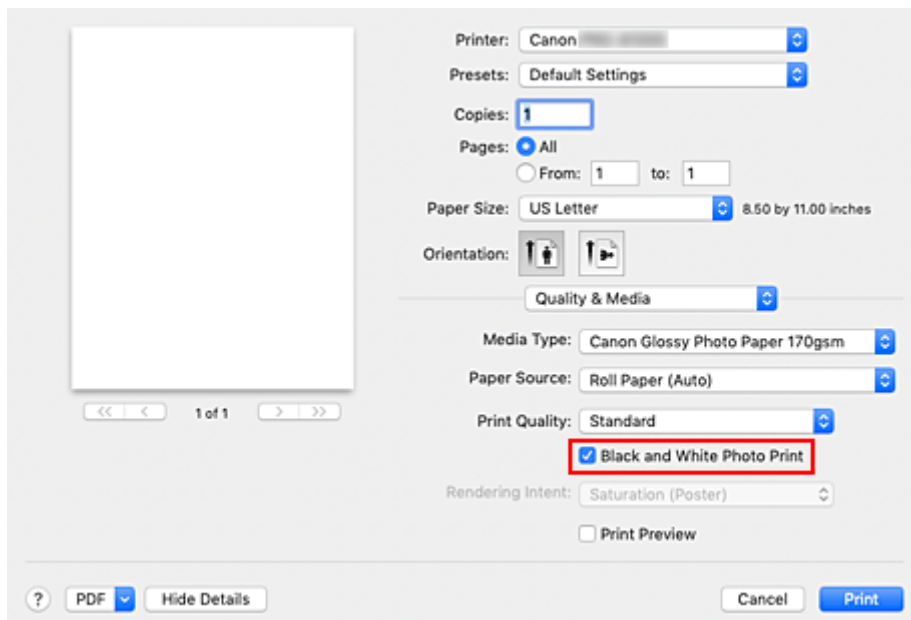 Printer: Canon
Presets: Default Settings
Copies: 1
Pages: All
From: 1 to: 1
Paper Size: US Letter 8.50 by 11.00 inches
Orientation:
Quality & Media
Media Type: Canon Glossy Photo Paper 170gsm
Paper Source: Roll Paper (Auto)
<< < 1 of 1 > >>
Print Quality: Standard
Black and White Photo Print
Rendering Intent: Saturation (Poster)
Print Preview
? PDF Hide Details Cancel Print